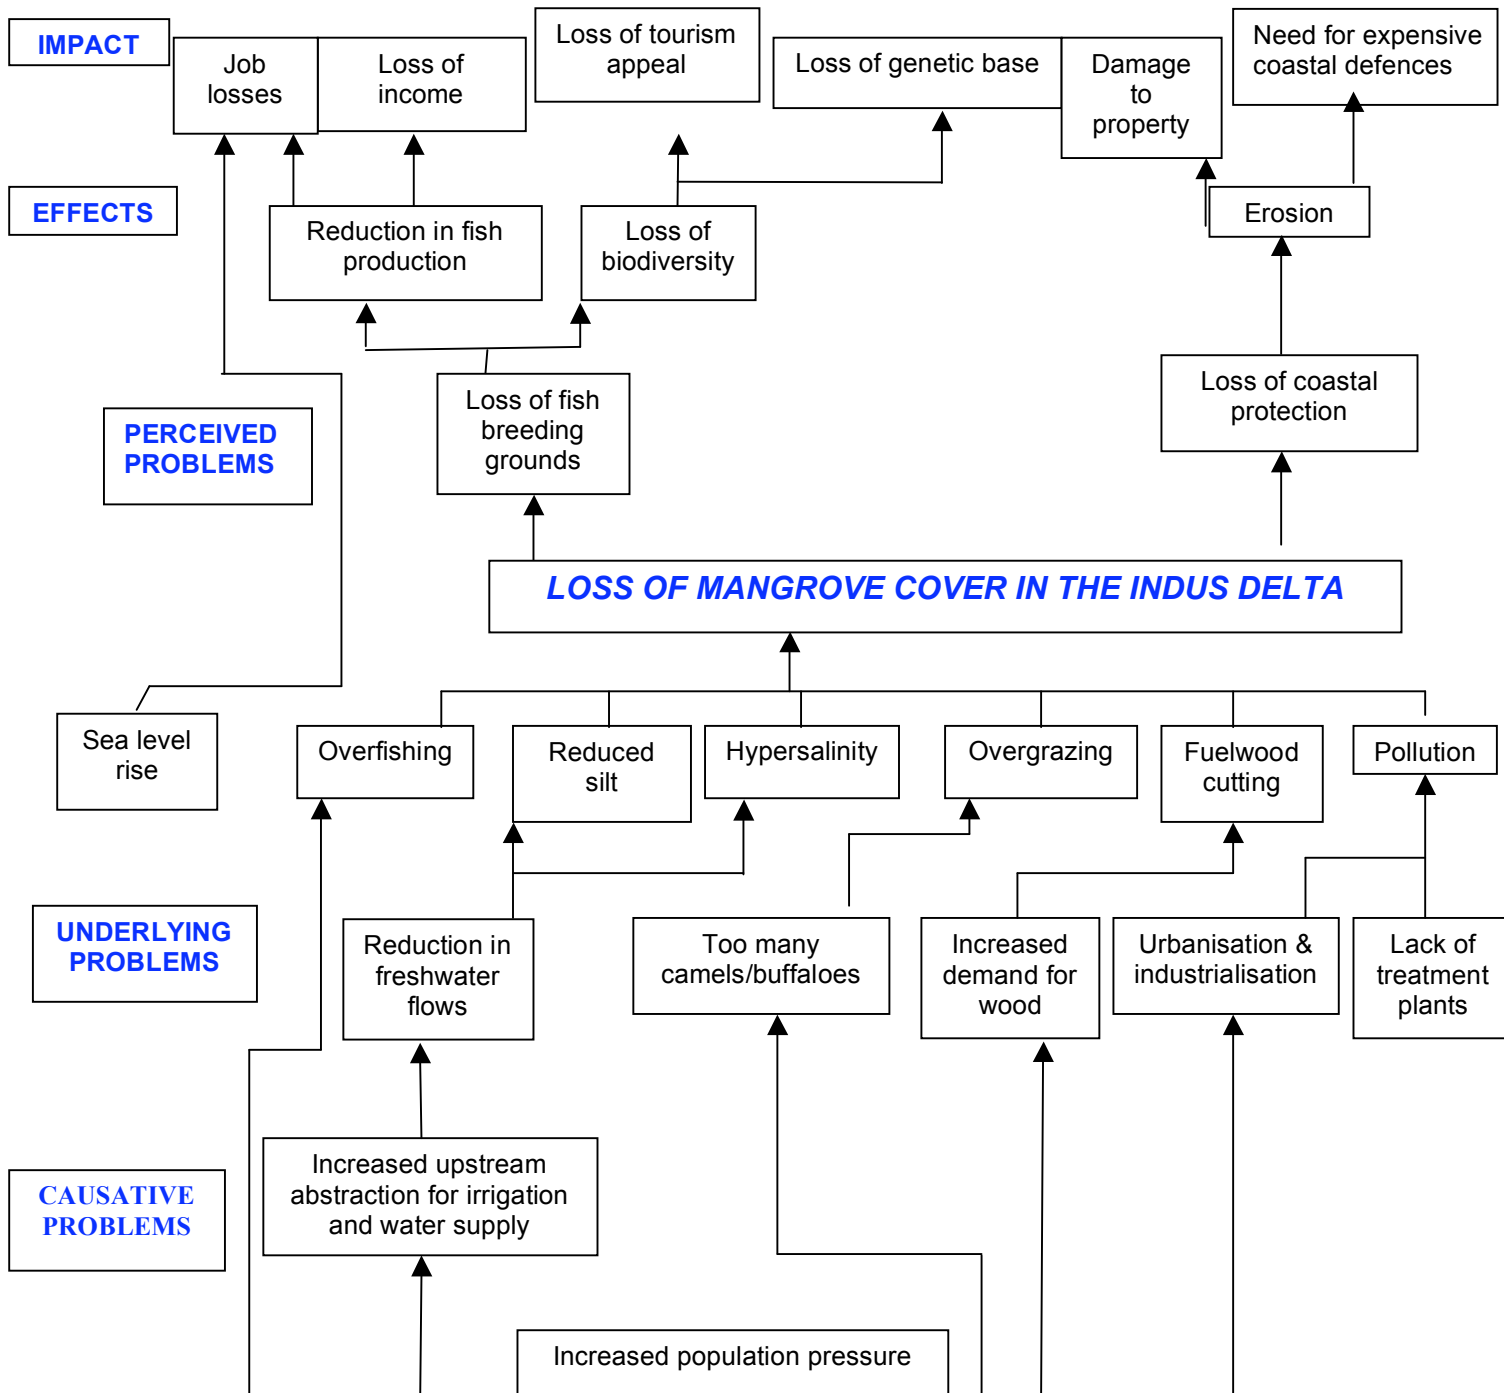 IMPACT
Job
losses
Loss of
income
Loss of tourism
appeal
Loss of genetic base
Damage
to
property
Need for expensive
coastal defences
EFFECTS
Reduction in fish
production
Loss of
biodiversity
Erosion
PERCEIVED
PROBLEMS
Loss of fish
breeding
grounds
Loss of coastal
protection
LOSS OF MANGROVE COVER IN THE INDUS DELTA
Sea level
rise
Overfishing
Reduced
silt
Hypersalinity
Overgrazing
Fuelwood
cutting
Pollution
UNDERLYING
PROBLEMS
Reduction in
freshwater
flows
Too many
camels/buffaloes
Increased
demand for
wood
Urbanisation &
industrialisation
Lack of
treatment
plants
CAUSATIVE
PROBLEMS
Increased upstream
abstraction for irrigation
and water supply
Increased population pressure